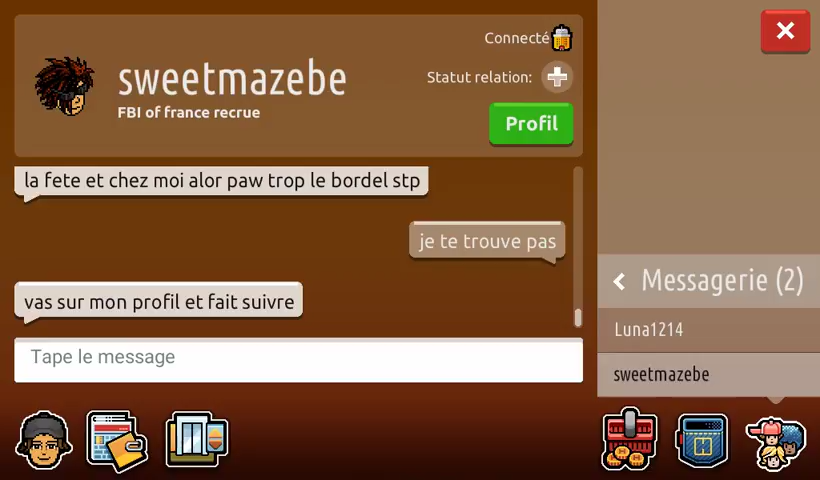 Connecté
sweetmazebe
Statut relation:
FBI of france recrue
Profil
la fete et chez moi alor paw trop le bordel stp
je te trouve pas
vas sur mon profil et fait suivre
Tape le message
Messagerie (2)
Luna1214
sweetmazebe